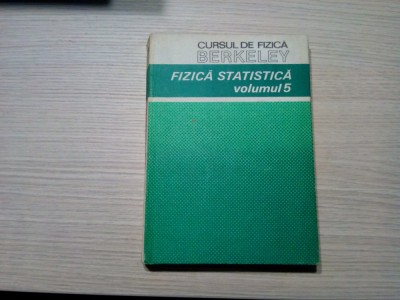 CURSUL DE FIZICĂ
BERKELEY
FIZICĂ STATISTICĂ
volumul 5